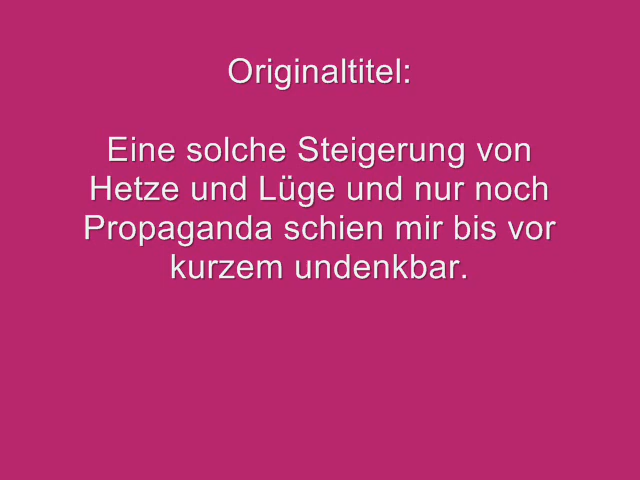 Originaltitel:
Eine solche Steigerung von
Hetze und Lüge und nur noch
Propaganda schien mir bis vor
kurzem undenkbar.